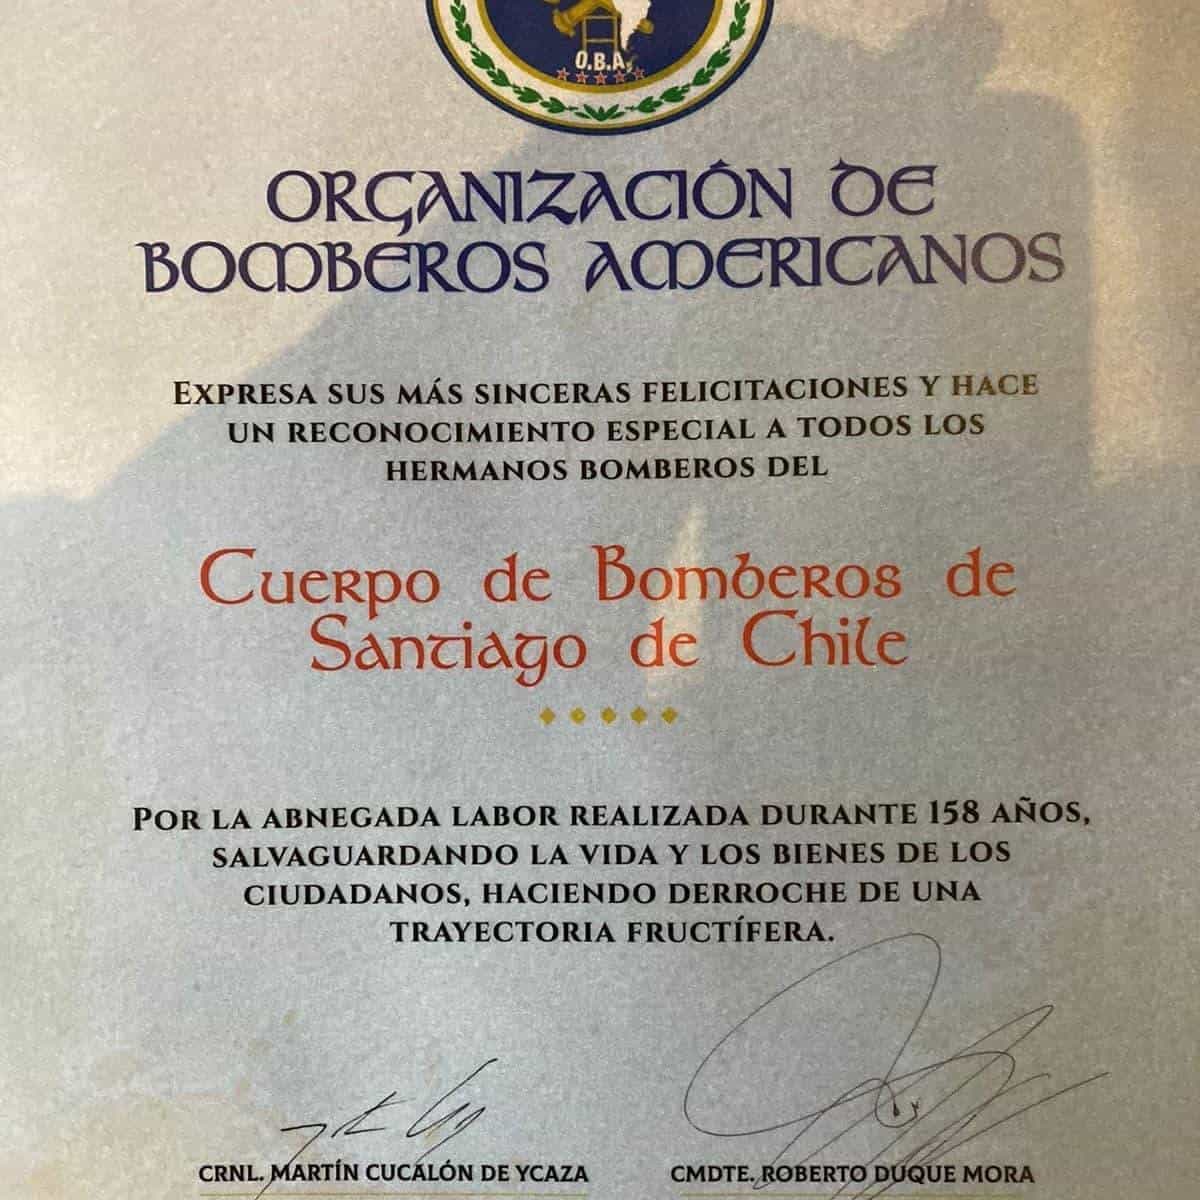 O.B.A.
ORGANIZACIÓN DE
BOMBEROS AMERICANOS
EXPRESA SUS MÁS SINCERAS FELICITACIONES Y HACE
UN RECONOCIMIENTO ESPECIAL A TODOS LOS
HERMANOS BOMBEROS DEL
Cuerpo de Bomberos de
Santiago de Chile
POR LA ABNEGADA LABOR REALIZADA DURANTE 158 AÑOS,
SALVAGUARDANDO LA VIDA Y LOS BIENES DE LOS
CIUDADANOS, HACIENDO DERROCHE DE UNA
TRAYECTORIA FRUCTÍFERA.
CRNL. MARTÍN CUCALÓN DE YCAZA
CMDTE. ROBERTO DUQUE MORA